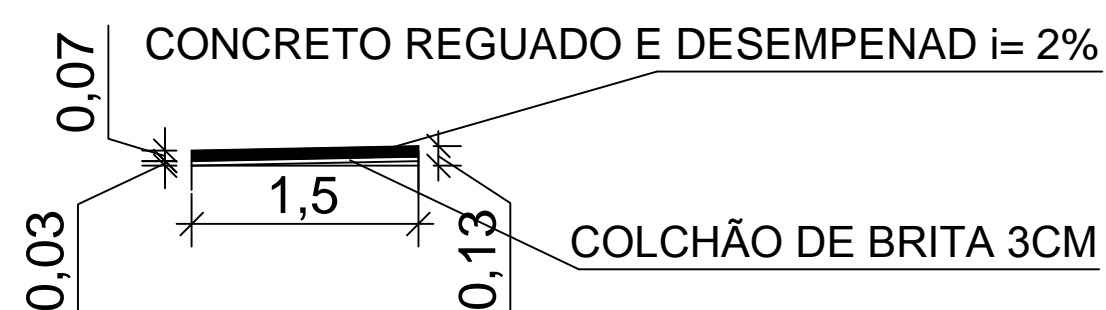 0,07
CONCRETO REGUADO E DESEMPENAD i= 2%
1,5
0,03
0,13
COLCHÃO DE BRITA 3CM